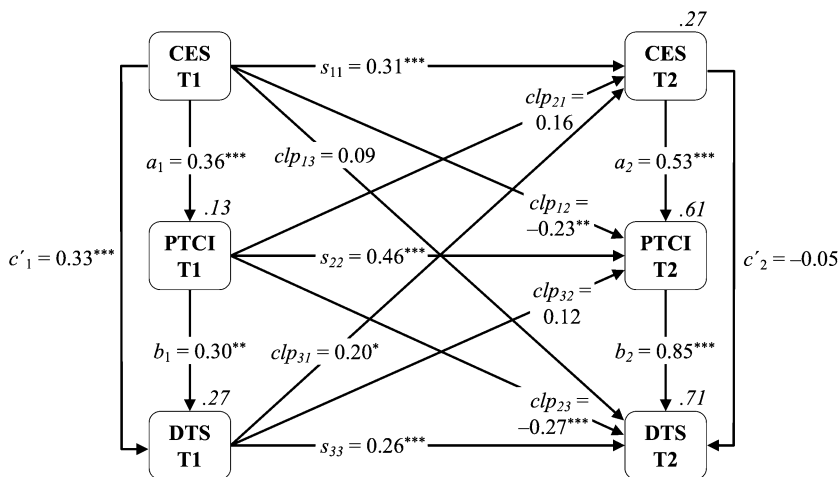 .27
CES
T1
s11 = 0.31***
CES
T2
clp21 =
0.16
a1 = 0.36***
clp13 = 0.09
a2 = 0.53***
.13
clp12 =
–0.23**
.61
PTCI
T1
s22 = 0.46***
PTCI
T2
c′1 = 0.33***
c′2 = –0.05
clp32 =
0.12
b1 = 0.30**
clp31 = 0.20*
b2 = 0.85***
.27
clp23 =
–0.27***
.71
DTS
T1
s33 = 0.26***
DTS
T2